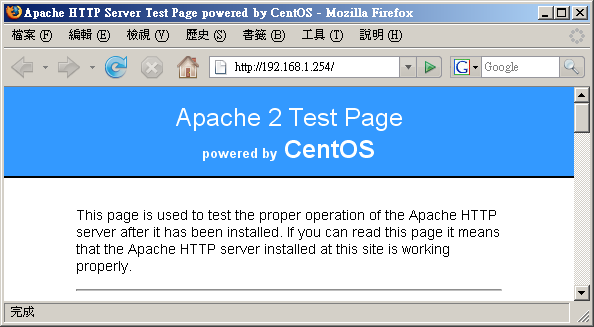 Apache HTTP Server Test Page powered by CentOS - Mozilla Firefox
檔案 (F) 編輯 (E) 檢視 (V) 歷史 (S) 書籤 (B) 工具 (T) 說明 (H)
http://192.168.1.254/ G Google
Apache 2 Test Page
powered by CentOS
This page is used to test the proper operation of the Apache HTTP
server after it has been installed. If you can read this page it means
that the Apache HTTP server installed at this site is working
properly.
完成